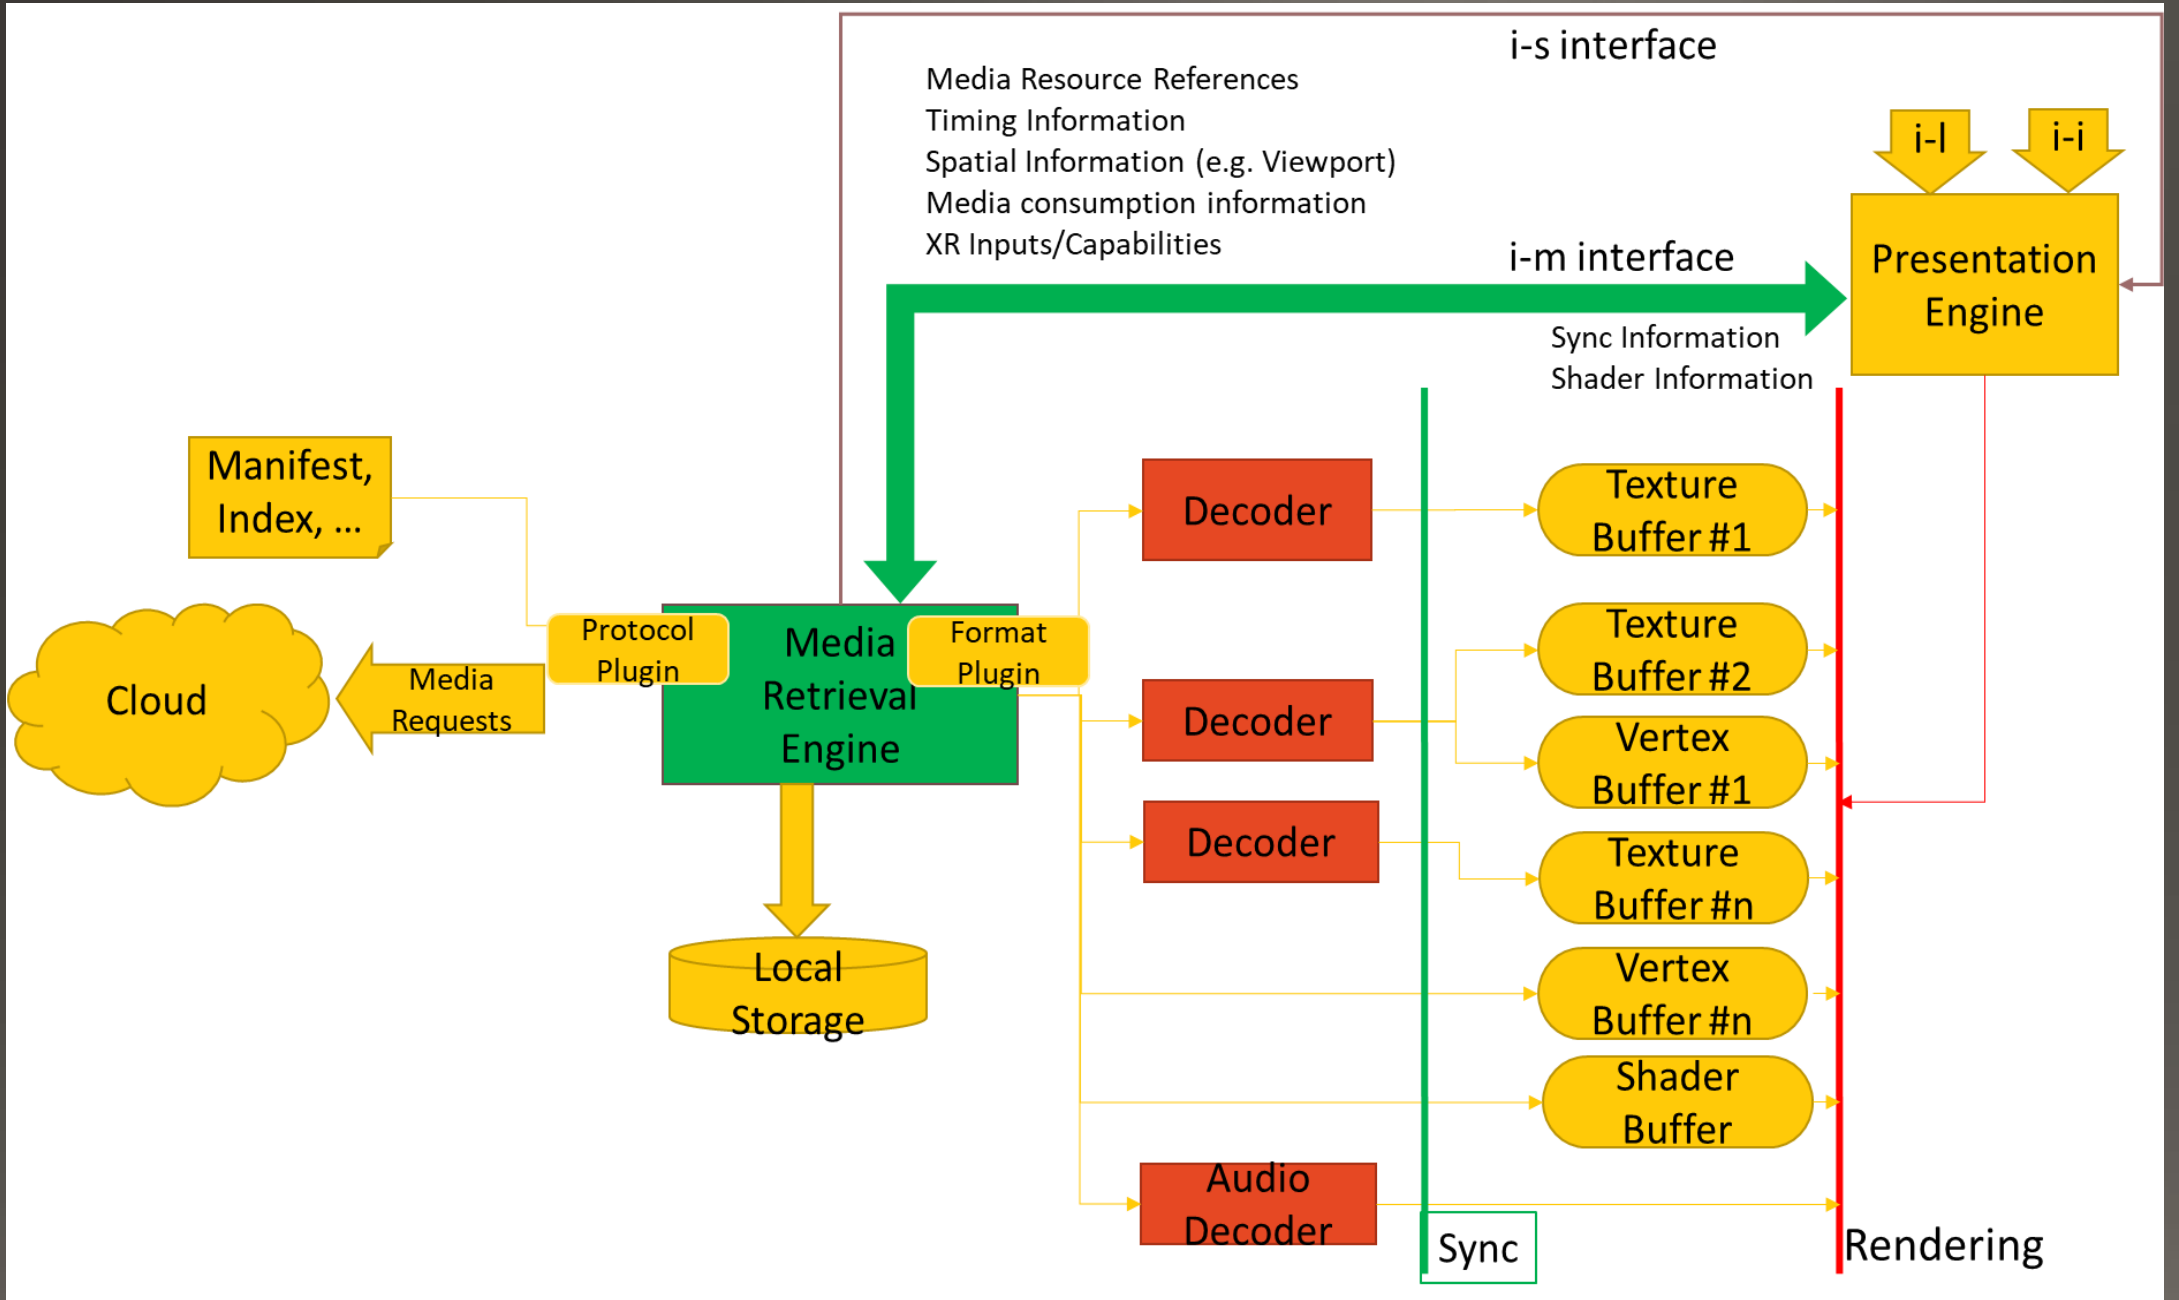 i-s interface
Media Resource References
Timing Information
Spatial Information (e.g. Viewport)
Media consumption information
XR Inputs/Capabilities
i-l
i-i
i-m interface
Presentation
Engine
Sync Information
Shader Information
Manifest,
Index, ...
Cloud
Media
Requests
Protocol
Plugin
Media
Retrieval
Engine
Format
Plugin
Local
Storage
Decoder
Decoder
Decoder
Audio
Decoder
Texture
Buffer #1
Texture
Buffer #2
Vertex
Buffer #1
Texture
Buffer #n
Vertex
Buffer #n
Shader
Buffer
Sync
Rendering